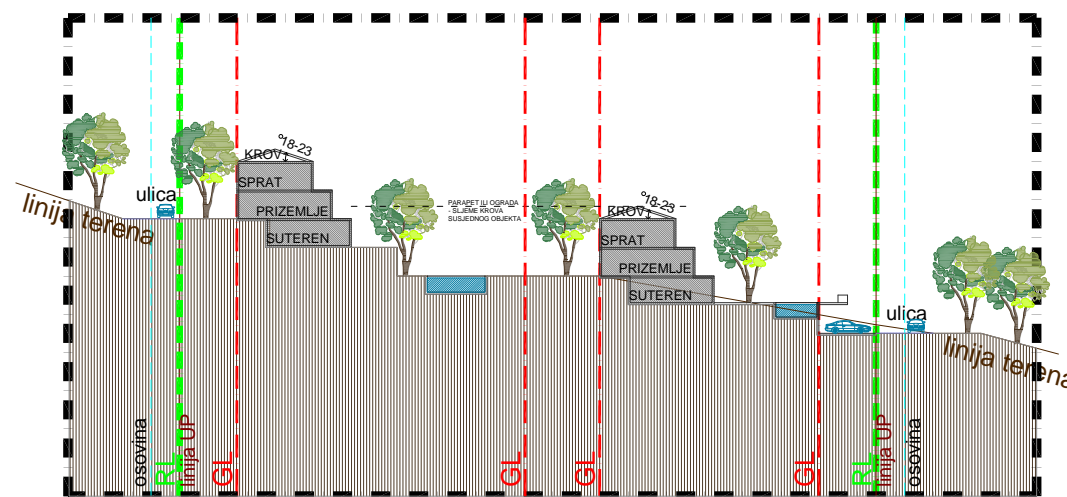 °18-23
KROV
SPRAT
PRIZEMLJE
SUTEREN
ulica
linija terena
PARAPET ILI OGRADA
- SLJEME KROVA
SUSJEDNOG OBJEKTA
°18-23
KROV
SPRAT
PRIZEMLJE
SUTEREN
ulica
linija terena
osovina
RL
linija UP
GL
GL
GL
GL
RL
linija UP
osovina